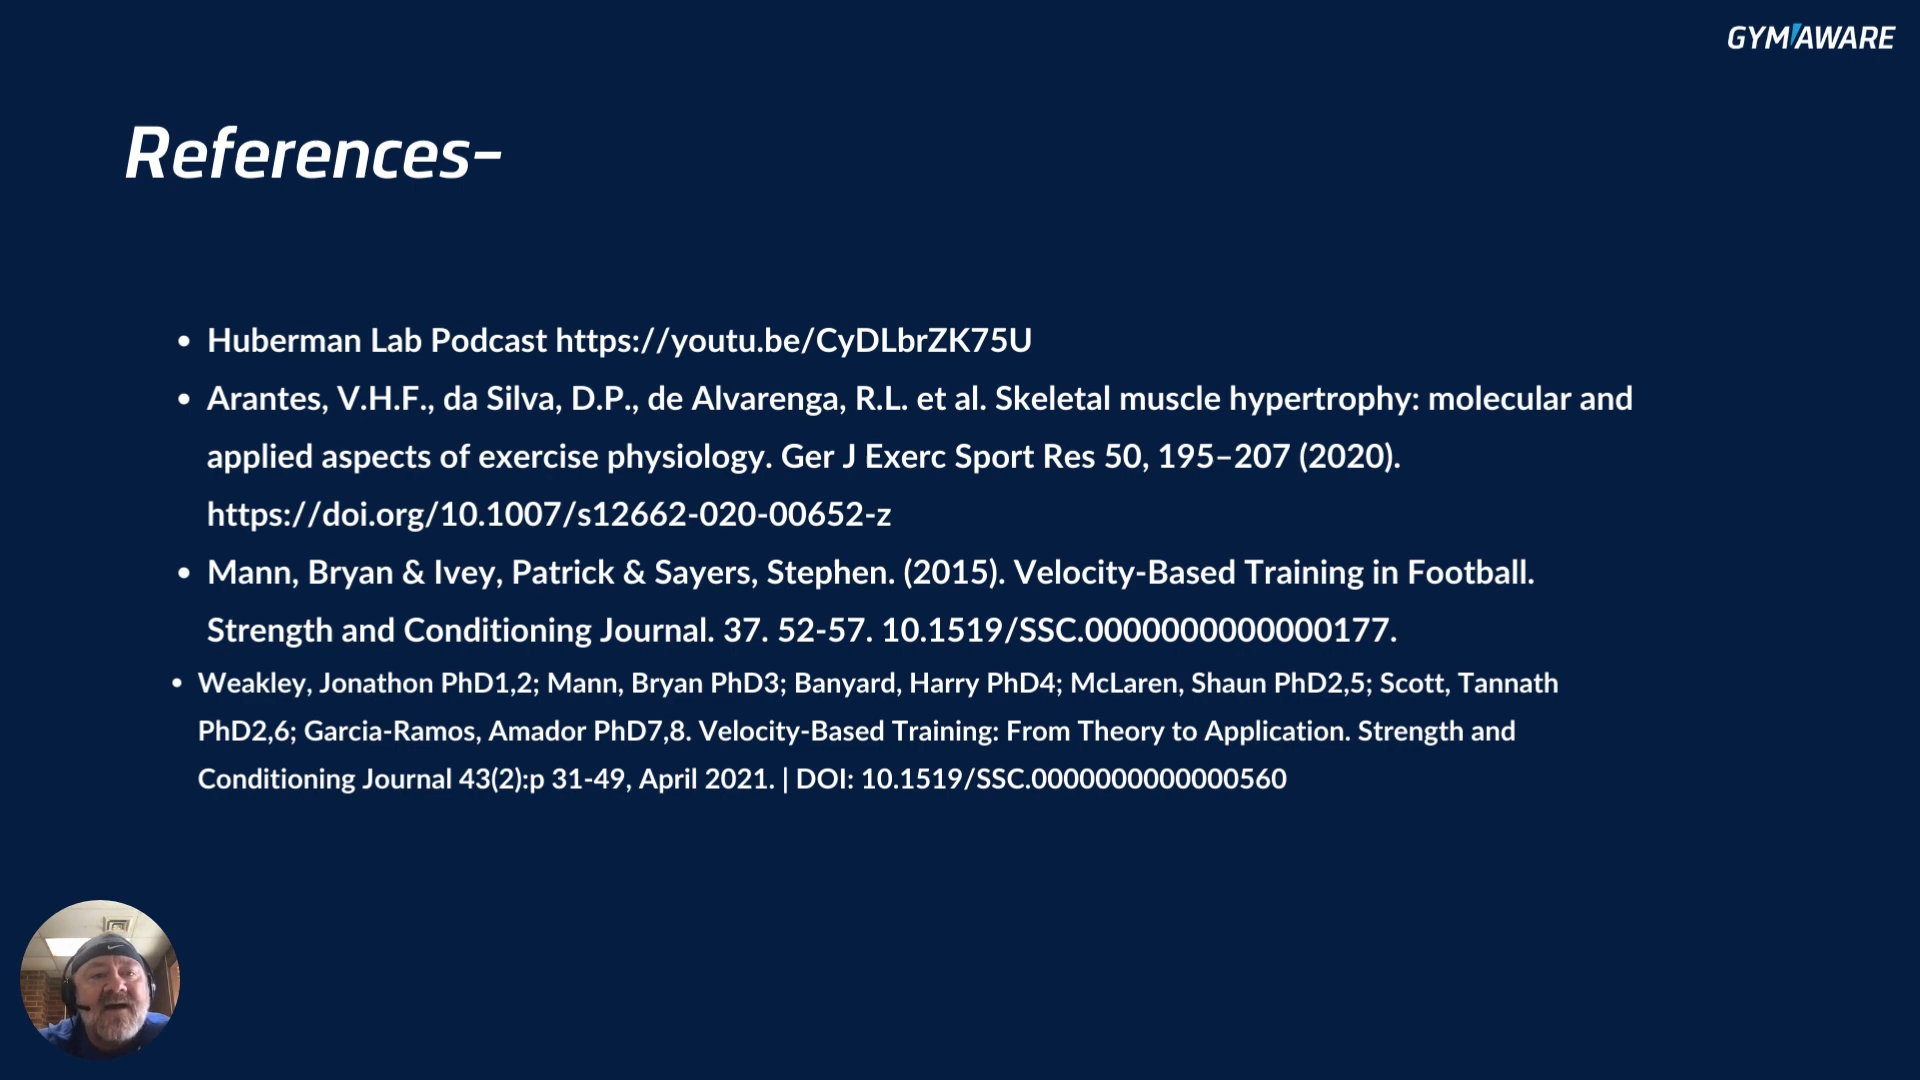 GYMAWARE
References-
• Huberman Lab Podcast https://youtu.be/CyDLbrZK75U
• Arantes, V.H.F., da Silva, D.P., de Alvarenga, R.L. et al. Skeletal muscle hypertrophy: molecular and
applied aspects of exercise physiology. Ger J Exerc Sport Res 50, 195–207 (2020).
https://doi.org/10.1007/s12662-020-00652-z
• Mann, Bryan & Ivey, Patrick & Sayers, Stephen. (2015). Velocity-Based Training in Football.
Strength and Conditioning Journal. 37. 52-57. 10.1519/SSC.0000000000000177.
• Weakley, Jonathon PhD1,2; Mann, Bryan PhD3; Banyard, Harry PhD4; McLaren, Shaun PhD2,5; Scott, Tannath
PhD2,6; Garcia-Ramos, Amador PhD7,8. Velocity-Based Training: From Theory to Application. Strength and
Conditioning Journal 43(2):p 31-49, April 2021. | DOI: 10.1519/SSC.0000000000000560